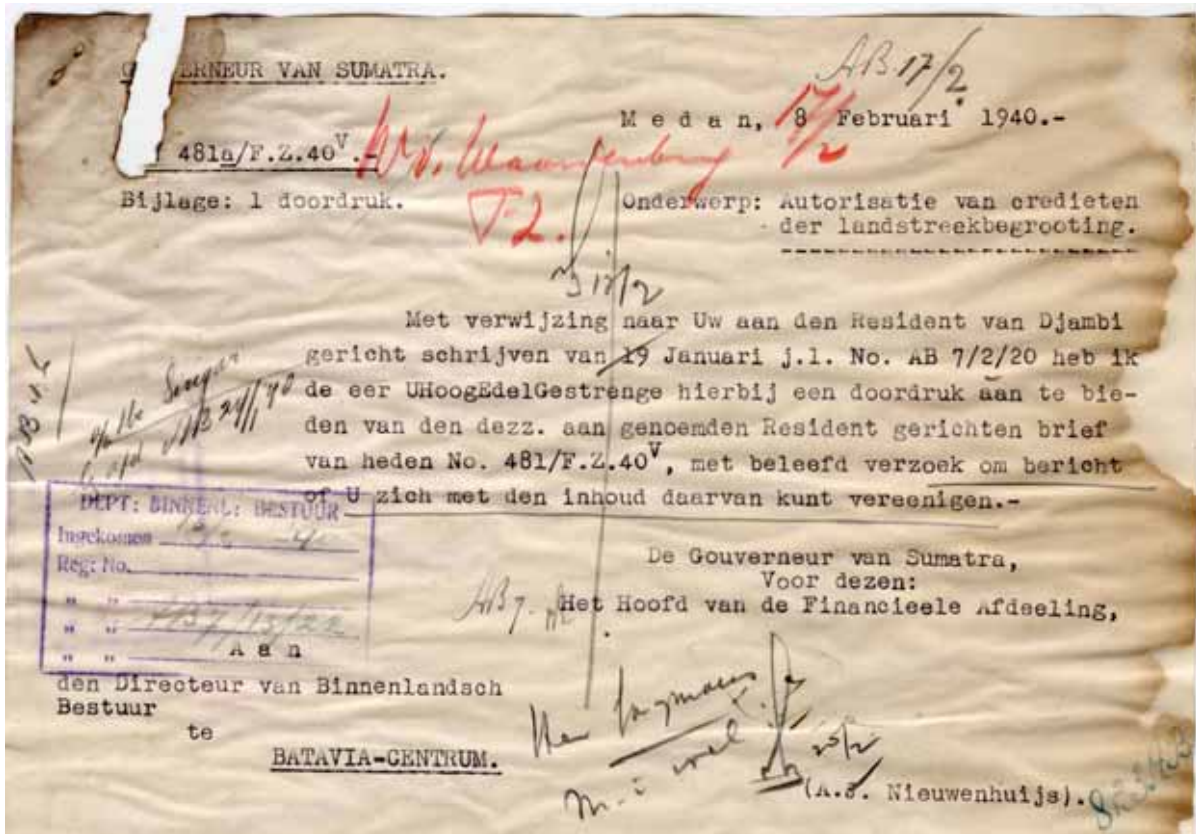 AB 17/2
ERNEUR VAN SUMATRA.
M e d a n, 8 Februari 1940.-
17/2
481a/F.Z.40V.-
Bijlage: 1 doordruk.
Onderwerp: Autorisatie van credieten
der landstreekbegrooting.
Met verwijzing naar Uw aan den Resident van Djambi
gericht schrijven van 19 Januari j.l. No. AB 7/2/20 heb ik
de eer UHoogEdelGestrenge hierbij een doordruk aan te bie-
den van den dezz. aan genoemden Resident gerichten brief
van heden No. 481/F.Z.40V, met beleefd verzoek om bericht
of U zich met den inhoud daarvan kunt vereenigen.-
DEPT: BINNENL: BESTUUR
Ingekomen
Reg: No.
" "
" "
" "
De Gouverneur van Sumatra,
Voor dezen:
Het Hoofd van de Financieele Afdeeling,
A a n
den Directeur van Binnenlandsch
Bestuur
te
BATAVIA-CENTRUM.
25/2
(A.J. Nieuwenhuijs).